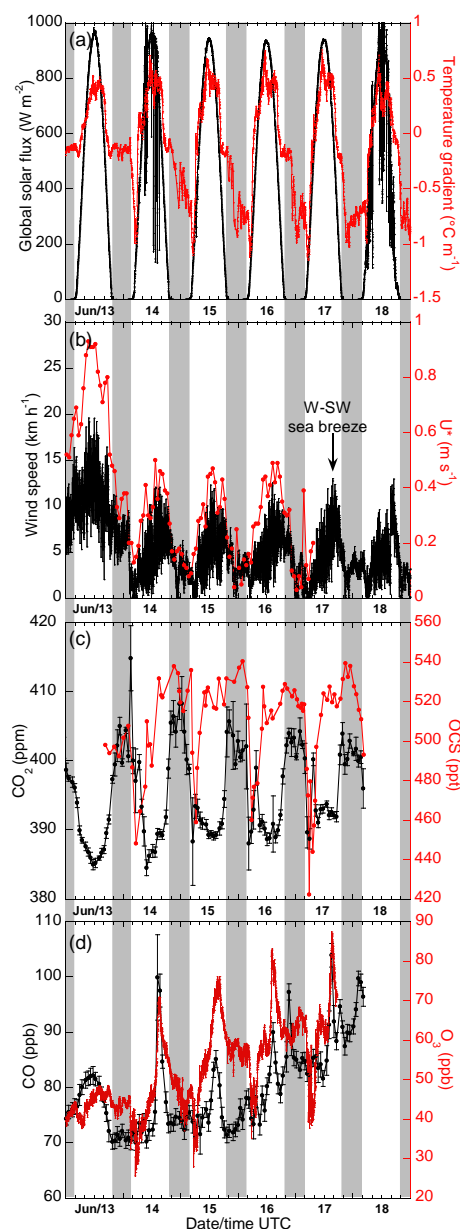 (a)
Global solar flux (W m-2)
1000
800
600
400
200
0
1
0.5
0
-0.5
-1
-1.5
Temperature gradient (°C m-1)
Jun/13 14 15 16 17 18
(b)
Wind speed (km h-1)
30
25
20
15
10
5
0
W-SW
sea breeze
1
0.8
0.6
0.4
0.2
0
U* (m s-1)
Jun/13 14 15 16 17 18
(c)
CO2 (ppm)
420
410
400
390
380
560
540
520
500
480
460
440
420
OCS (ppt)
Jun/13 14 15 16 17 18
(d)
CO (ppb)
110
100
90
80
70
60
90
80
70
60
50
40
30
20
O3 (ppb)
Jun/13 14 15 16 17 18
Date/time UTC